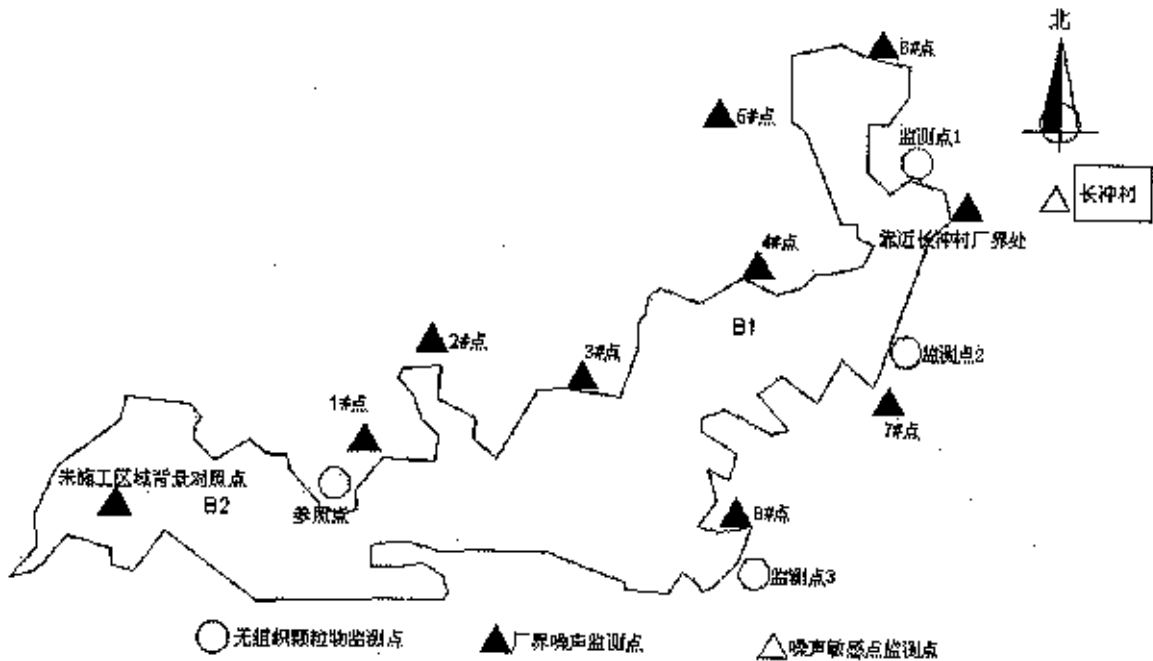 北
6#点
5#点
监测点1
长冲村
靠近长冲村厂界处
4#点
B1
2#点
3#点
监测点2
1#点
7#点
未施工区域背景对照点
B2
参照点
8#点
监测点3
无组织颗粒物监测点
厂界噪声监测点
噪声敏感点监测点